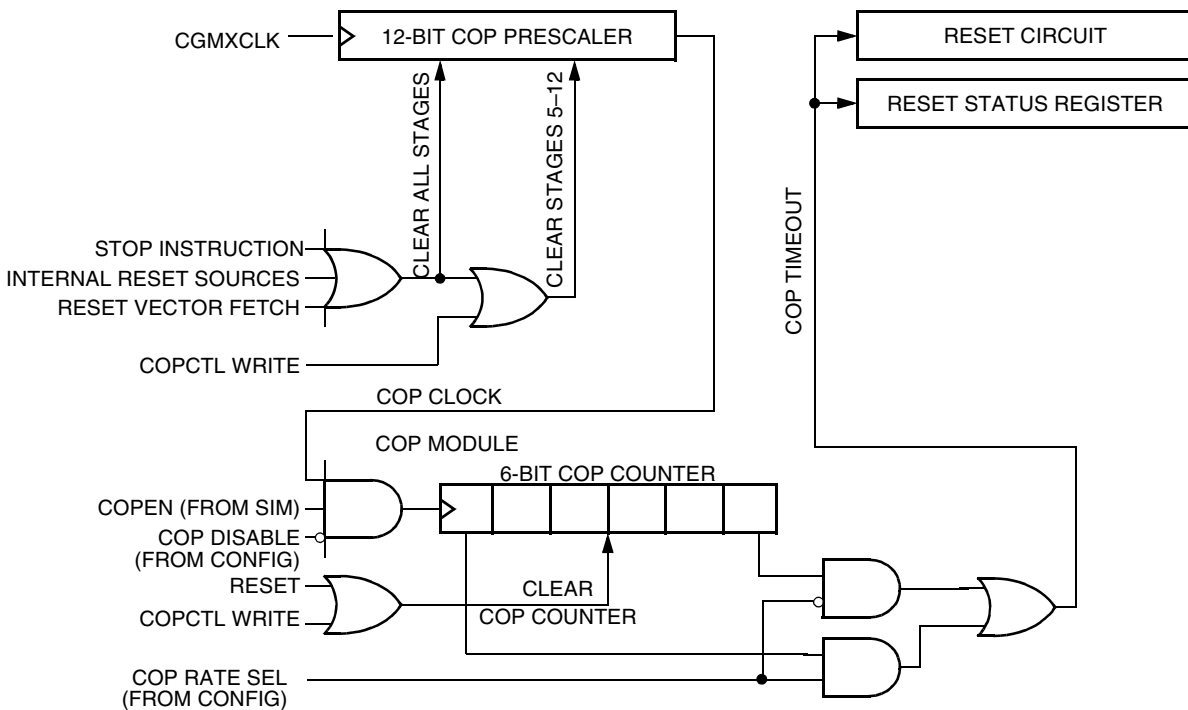 CGMXCLK
12-BIT COP PRESCALER
RESET CIRCUIT
RESET STATUS REGISTER
CLEAR ALL STAGES
CLEAR STAGES 5–12
STOP INSTRUCTION
INTERNAL RESET SOURCES
RESET VECTOR FETCH
COPCTL WRITE
COP TIMEOUT
COP CLOCK
COP MODULE
6-BIT COP COUNTER
COPEN (FROM SIM)
COP DISABLE
(FROM CONFIG)
RESET
COPCTL WRITE
CLEAR
COP COUNTER
COP RATE SEL
(FROM CONFIG)